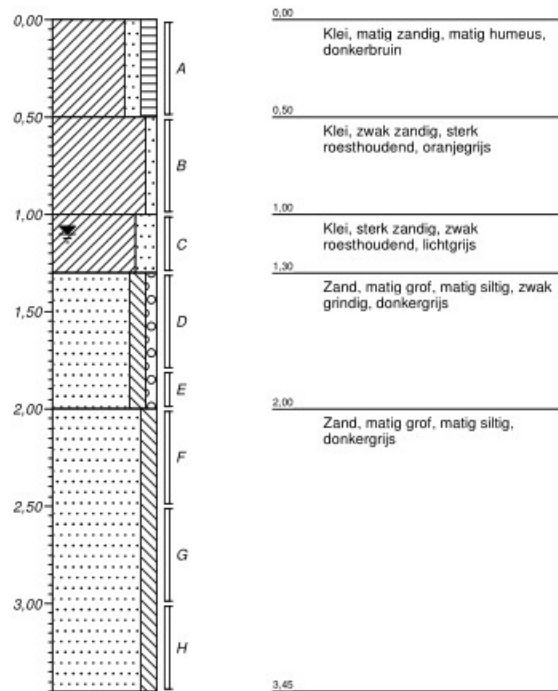 0,00
0,50
1,00
1,50
2,00
2,50
3,00
A
B
C
D
E
F
G
H
0,00
Klei, matig zandig, matig humeus,
donkerbruin
0,50
Klei, zwak zandig, sterk
roesthoudend, oranjegrijs
1,00
Klei, sterk zandig, zwak
roesthoudend, lichtgrijs
1,30
Zand, matig grof, matig siltig, zwak
grindig, donkergrijs
2,00
Zand, matig grof, matig siltig,
donkergrijs
3,45